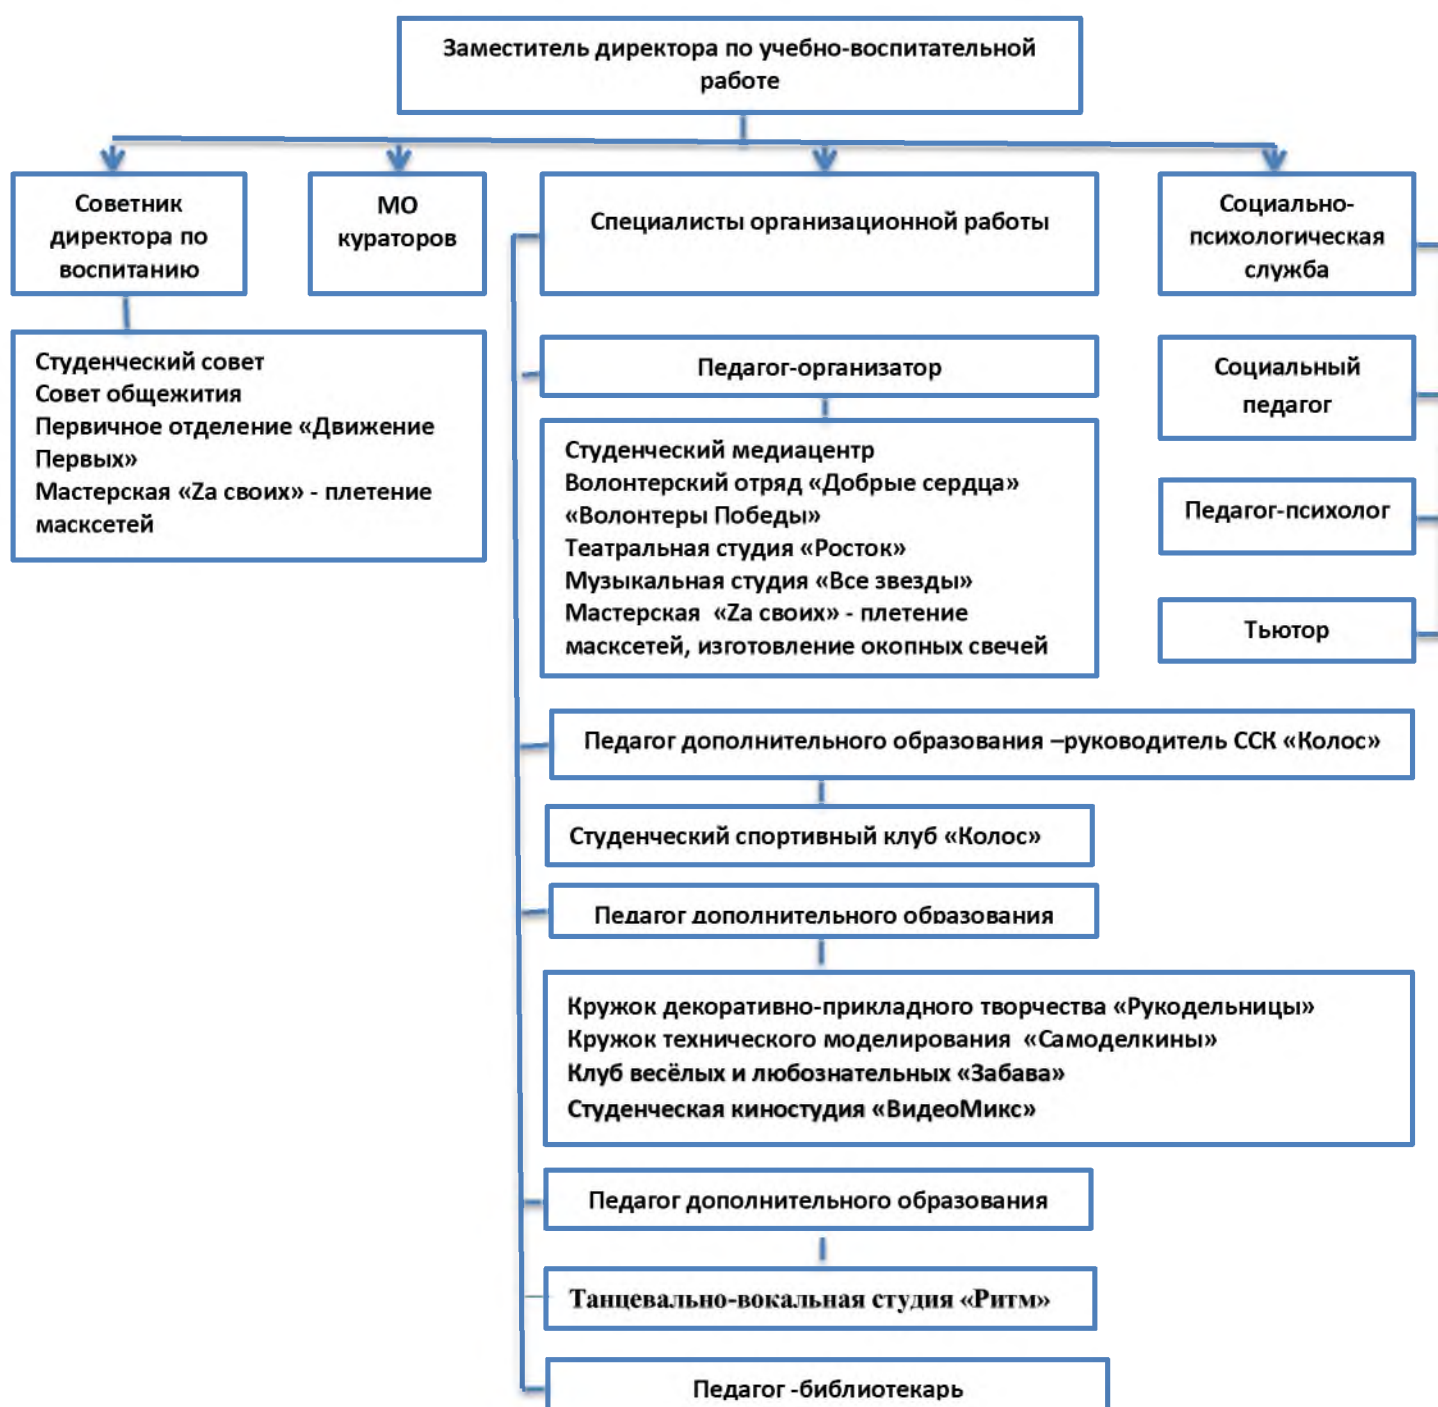 Заместитель директора по учебно-воспитательной
работе
Советник
директора по
воспитанию
МО
кураторов
Специалисты организационной работы
Социально-
психологическая
служба
Студенческий совет
Совет общежития
Первичное отделение «Движение
Первых»
Мастерская «Zа своих» - плетение
масксетей
Педагог-организатор
Студенческий медиацентр
Волонтерский отряд «Добрые сердца»
«Волонтеры Победы»
Театральная студия «Росток»
Музыкальная студия «Все звезды»
Мастерская «Zа своих» - плетение
масксетей, изготовление окопных свечей
Социальный
педагог
Педагог-психолог
Тьютор
Педагог дополнительного образования –руководитель ССК «Колос»
Студенческий спортивный клуб «Колос»
Педагог дополнительного образования
Кружок декоративно-прикладного творчества «Рукодельницы»
Кружок технического моделирования «Самоделкины»
Клуб весёлых и любознательных «Забава»
Студенческая киностудия «ВидеоМикс»
Педагог дополнительного образования
Танцевально-вокальная студия «Ритм»
Педагог -библиотекарь